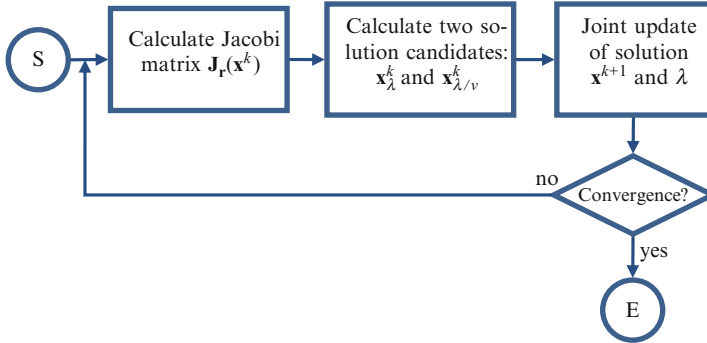 S
Calculate Jacobi
matrix J_r(x^k)
Calculate two so-
lution candidates:
x^k_λ and x^k_λ/v
Joint update
of solution
x^{k+1} and λ
no
Convergence?
yes
E